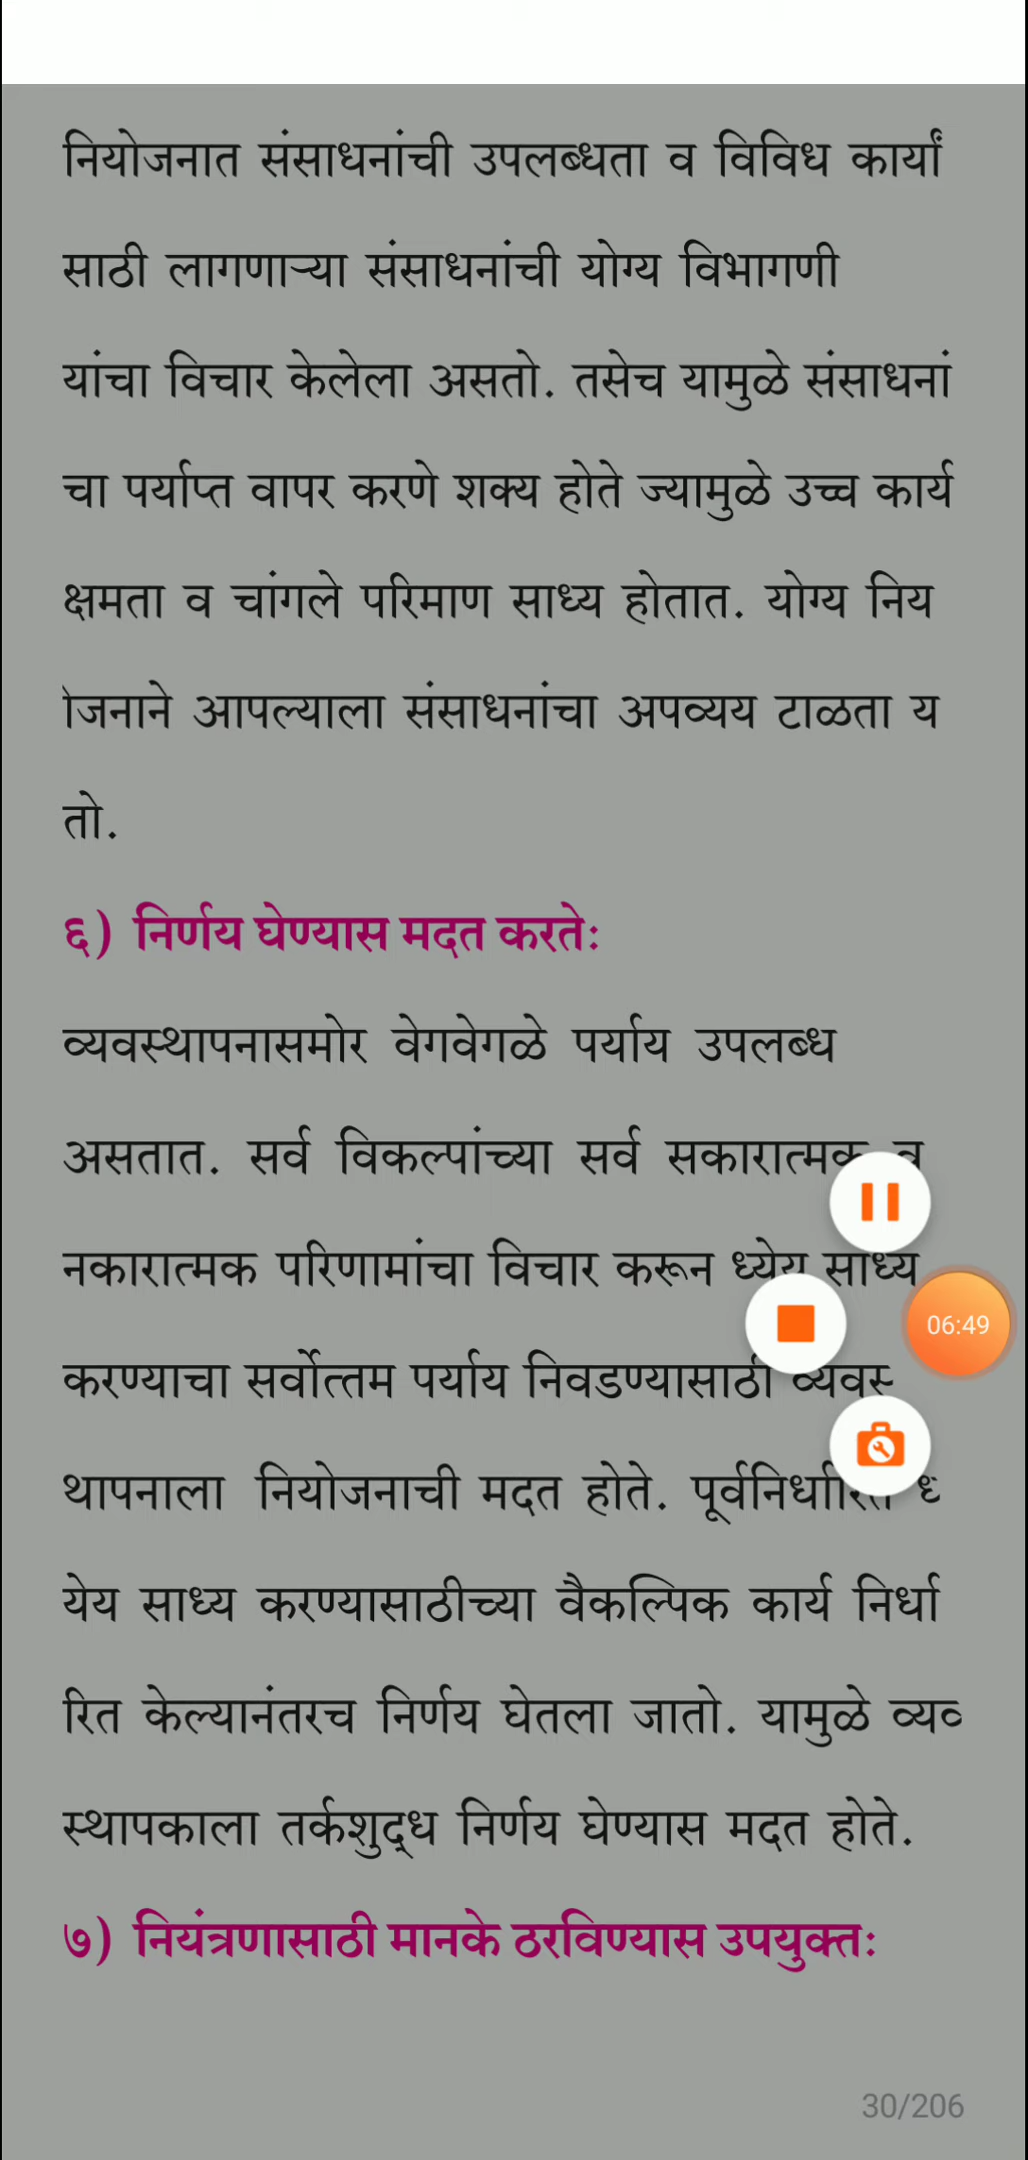 नियोजनात संसाधनांची उपलब्धता व विविध कार्यां
साठी लागणाऱ्या संसाधनांची योग्य विभागणी
यांचा विचार केलेला असतो. तसेच यामुळे संसाधनां
चा पर्याप्त वापर करणे शक्य होते ज्यामुळे उच्च कार्य
क्षमता व चांगले परिमाण साध्य होतात. योग्य निय
ोजनाने आपल्याला संसाधनांचा अपव्यय टाळता य
तो.
६) निर्णय घेण्यास मदत करतेः
व्यवस्थापनासमोर वेगवेगळे पर्याय उपलब्ध
असतात. सर्व विकल्पांच्या सर्व सकारात्मक व
नकारात्मक परिणामांचा विचार करून ध्येय साध्य
06:49
करण्याचा सर्वोत्तम पर्याय निवडण्यासाठी व्यवस्
थापनाला नियोजनाची मदत होते. पूर्वनिर्धारित ध्
येय साध्य करण्यासाठीच्या वैकल्पिक कार्य निर्धा
रित केल्यानंतरच निर्णय घेतला जातो. यामुळे व्यव
स्थापकाला तर्कशुद्ध निर्णय घेण्यास मदत होते.
७) नियंत्रणासाठी मानके ठरविण्यास उपयुक्तः
30/206